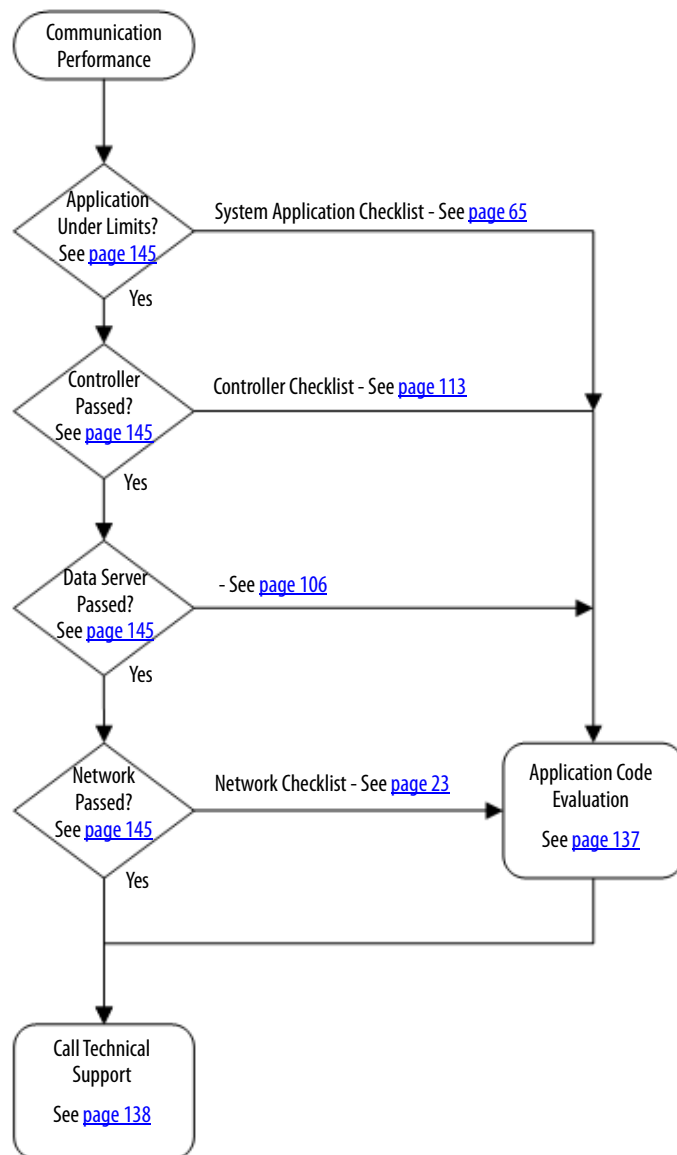 Communication
Performance
Application
Under Limits?
See page 145
System Application Checklist - See page 65
Yes
Controller
Passed?
See page 145
Controller Checklist - See page 113
Yes
Data Server
Passed?
See page 145
- See page 106
Yes
Network
Passed?
See page 145
Network Checklist - See page 23
Application Code
Evaluation
See page 137
Yes
Call Technical
Support
See page 138